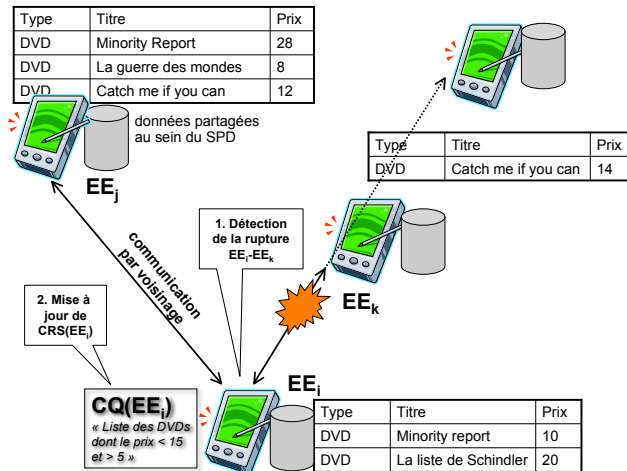 Type Titre Prix
DVD Minority Report 28
DVD La guerre des mondes 8
DVD Catch me if you can 12
données partagées
au sein du SPD
EEj
Type Titre Prix
DVD Catch me if you can 14
1. Détection
de la rupture
EEi-EEk
communication
par voisinage
EEk
2. Mise à
jour de
CRS(EEi)
EEi
CQ(EEi)
« Liste des DVDs
dont le prix < 15
et > 5 »
Type Titre Prix
DVD Minority report 10
DVD La liste de Schindler 20